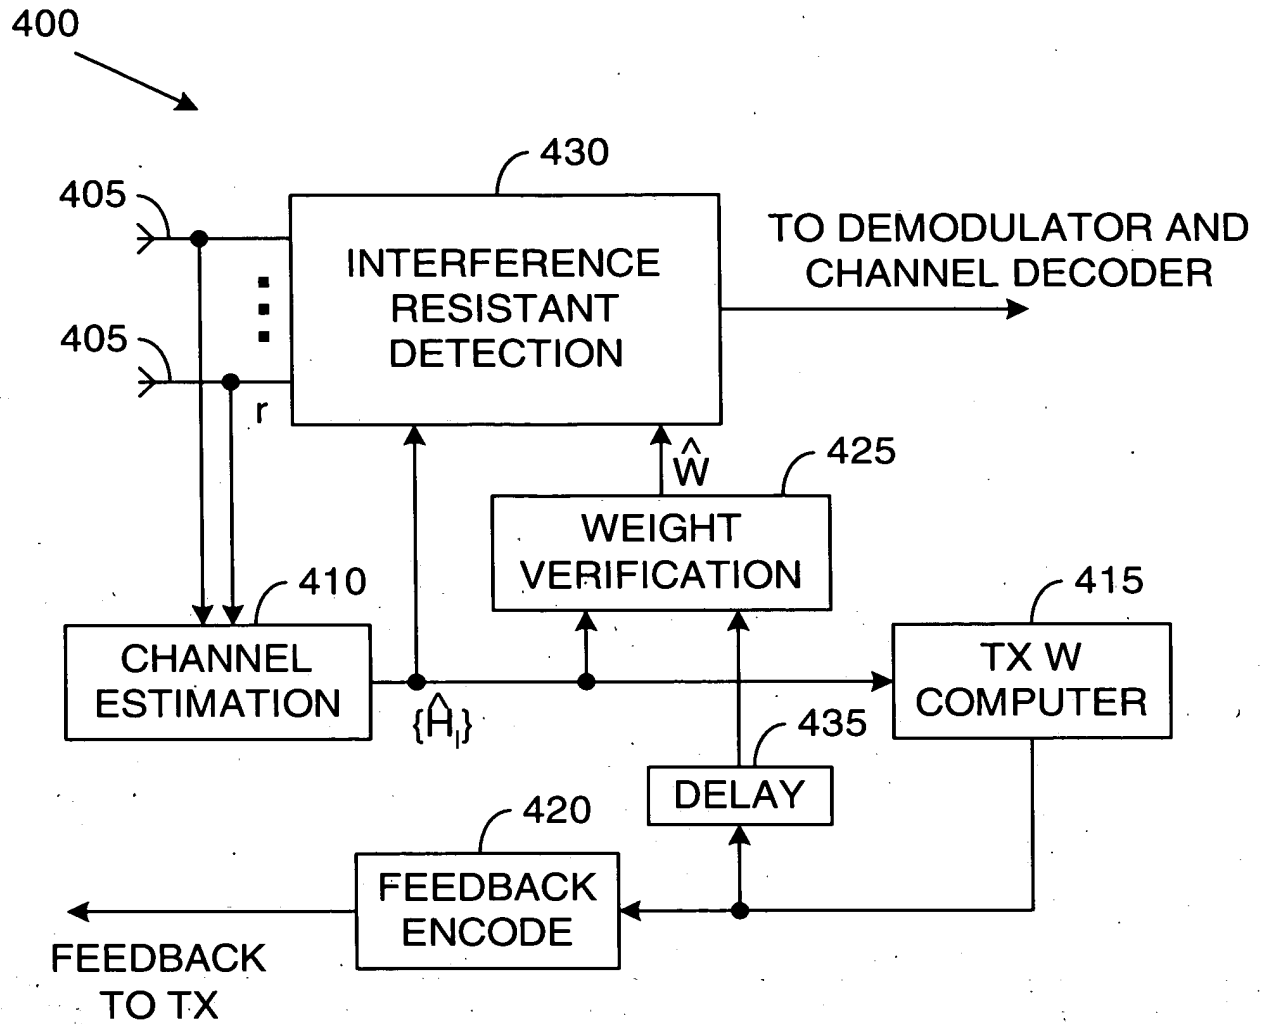 400
430
405
TO DEMODULATOR AND
CHANNEL DECODER
INTERFERENCE
RESISTANT
DETECTION
405
r
Ŵ
425
WEIGHT
VERIFICATION
410
415
CHANNEL
ESTIMATION
TX W
COMPUTER
{Ĥₗ}
435
DELAY
420
FEEDBACK
ENCODE
FEEDBACK
TO TX